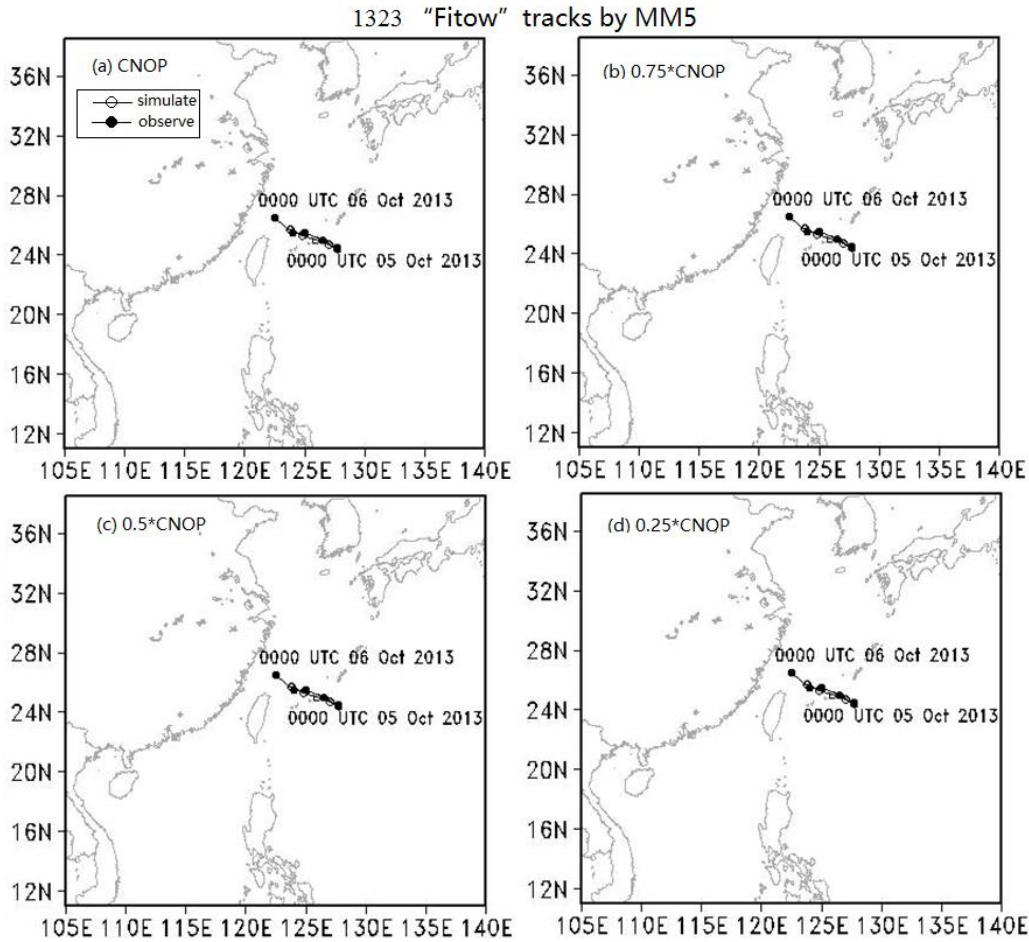 1323 “Fitow” tracks by MM5
(a) CNOP
simulate
observe
36N
32N
28N
24N
20N
16N
12N
0000 UTC 06 Oct 2013
0000 UTC 05 Oct 2013
105E 110E 115E 120E 125E 130E 135E 140E
(b) 0.75*CNOP
36N
32N
28N
24N
20N
16N
12N
0000 UTC 06 Oct 2013
0000 UTC 05 Oct 2013
105E 110E 115E 120E 125E 130E 135E 140E
(c) 0.5*CNOP
36N
32N
28N
24N
20N
16N
12N
0000 UTC 06 Oct 2013
0000 UTC 05 Oct 2013
105E 110E 115E 120E 125E 130E 135E 140E
(d) 0.25*CNOP
36N
32N
28N
24N
20N
16N
12N
0000 UTC 06 Oct 2013
0000 UTC 05 Oct 2013
105E 110E 115E 120E 125E 130E 135E 140E